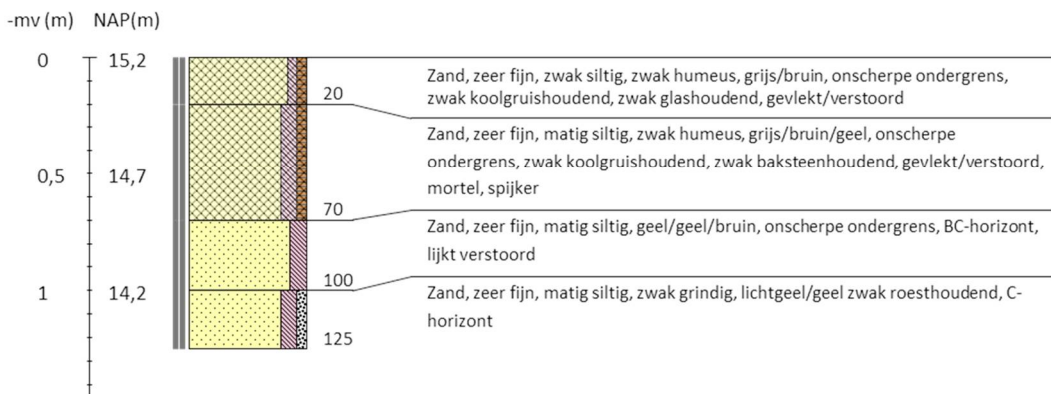 -mv (m) NAP(m)
0 15,2
Zand, zeer fijn, zwak siltig, zwak humeus, grijs/bruin, onscherpe ondergrens,
20
zwak koolgruishoudend, zwak glashoudend, gevlekt/verstoord
Zand, zeer fijn, matig siltig, zwak humeus, grijs/bruin/geel, onscherpe
ondergrens, zwak koolgruishoudend, zwak baksteenhoudend, gevlekt/verstoord,
0,5 14,7
mortel, spijker
70
Zand, zeer fijn, matig siltig, geel/geel/bruin, onscherpe ondergrens, BC-horizont,
lijkt verstoord
100
1 14,2
Zand, zeer fijn, matig siltig, zwak grindig, lichtgeel/geel zwak roesthoudend, C-
horizont
125